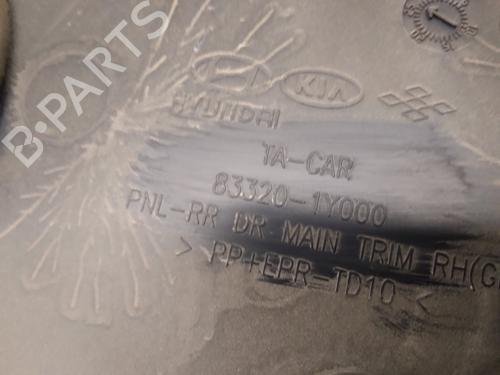 B-PARTS
KIA
HYUNDAI
TA-CAR
83320-1Y000
PNL-RR DR MAIN TRIM RH(G
> PP+EPR-TD10 <